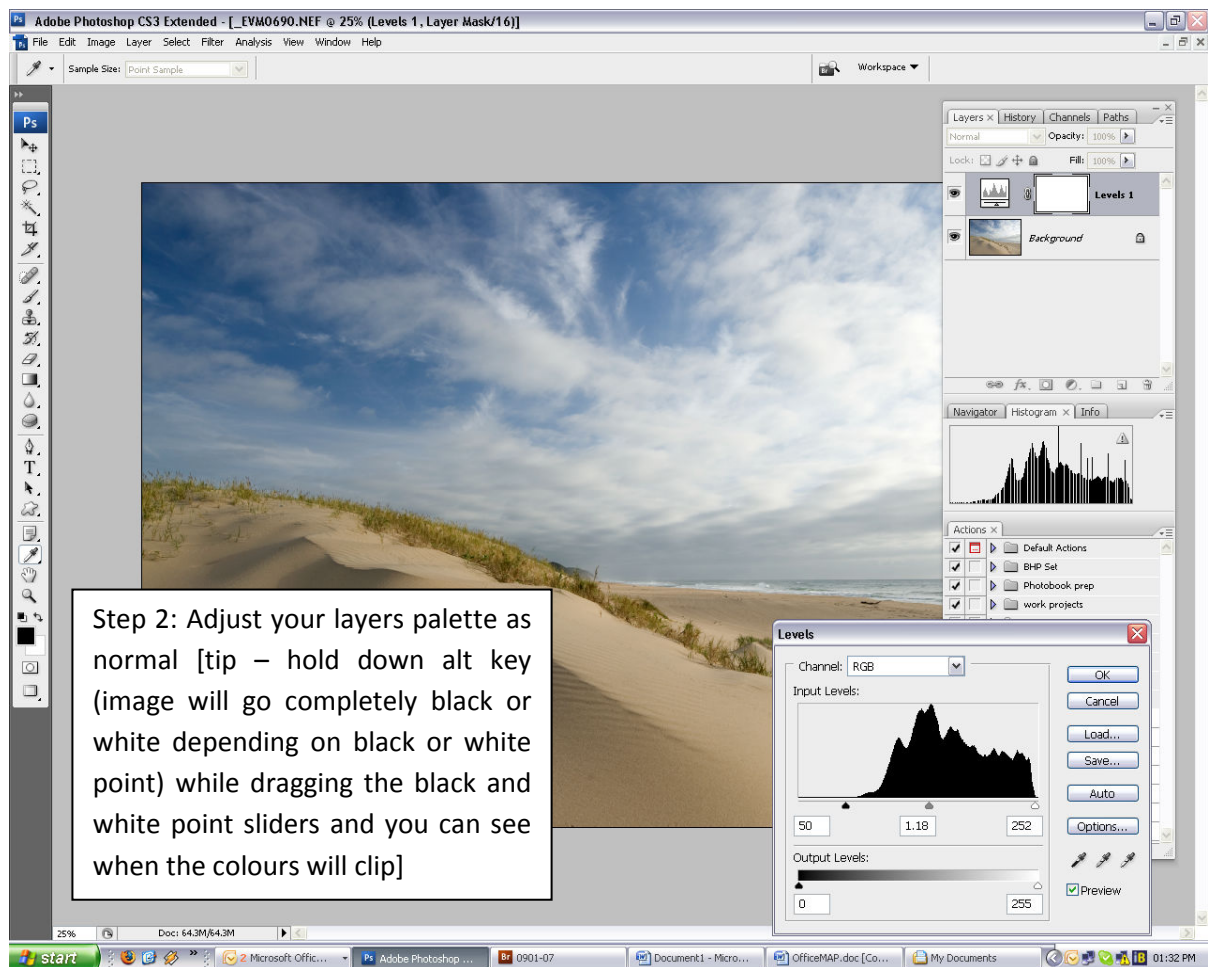 Ps Adobe Photoshop CS3 Extended - [_EVM0690.NEF @ 25% (Levels 1, Layer Mask/16)]
Ps File Edit Image Layer Select Filter Analysis View Window Help
Sample Size: Point Sample
Br Workspace
Ps
T
Layers × History Channels Paths
Normal Opacity: 100%
Lock: Fill: 100%
Levels 1
Background
fx
Navigator Histogram × Info
Actions ×
Default Actions
BHP Set
Photobook prep
work projects
Step 2: Adjust your layers palette as
normal [tip – hold down alt key
(image will go completely black or
white depending on black or white
point) while dragging the black and
white point sliders and you can see
when the colours will clip]
Levels
Channel: RGB
Input Levels:
50 1.18 252
Output Levels:
0 255
OK
Cancel
Load...
Save...
Auto
Options...
Preview
25% Doc: 64.3M/64.3M
start » 2 Microsoft Offic... Ps Adobe Photoshop ... Br 0901-07 Document1 - Micro... OfficeMAP.doc [Co... My Documents 01:32 PM